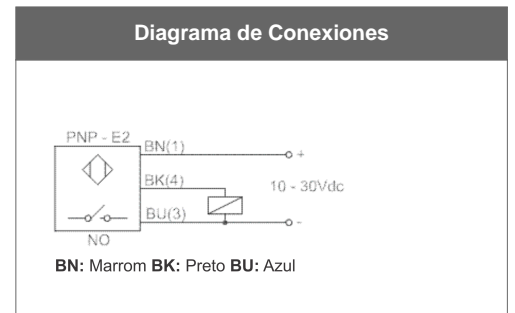 Diagrama de Conexiones
PNP - E2
BN(1)
+
BK(4)
10 - 30Vdc
BU(3)
-
NO
BN: Marrom BK: Preto BU: Azul